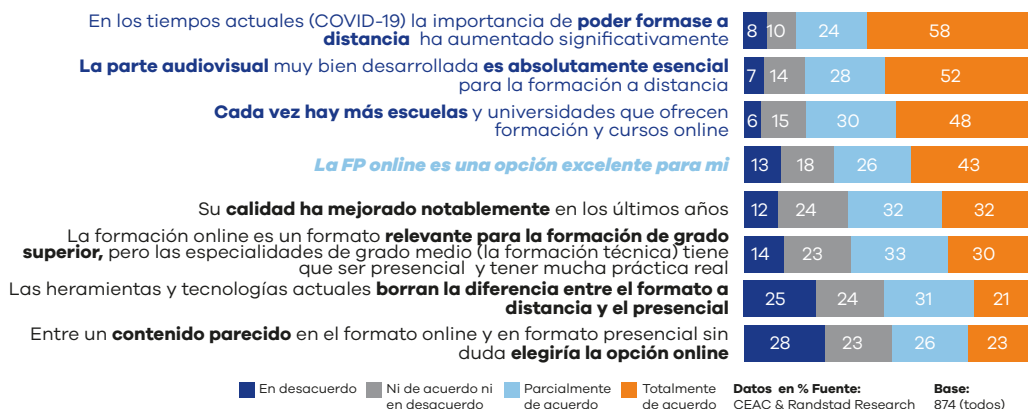 En los tiempos actuales (COVID-19) la importancia de poder formase a
distancia ha aumentado significativamente
8 10 24 58
La parte audiovisual muy bien desarrollada es absolutamente esencial
para la formación a distancia
7 14 28 52
Cada vez hay más escuelas y universidades que ofrecen
formación y cursos online
6 15 30 48
La FP online es una opción excelente para mi
13 18 26 43
Su calidad ha mejorado notablemente en los últimos años
12 24 32 32
La formación online es un formato relevante para la formación de grado
superior, pero las especialidades de grado medio (la formación técnica) tiene
que ser presencial y tener mucha práctica real
14 23 33 30
Las heramientas y tecnologías actuales borran la diferencia entre el formato a
distancia y el presencial
25 24 31 21
Entre un contenido parecido en el formato online y en formato presencial sin
duda elegiría la opción online
28 23 26 23
En desacuerdo Ni de acuerdo ni Parcialmente Totalmente Datos en % Fuente: Base:
en desacuerdo de acuerdo de acuerdo CEAC & Randstad Research 874 (todos)